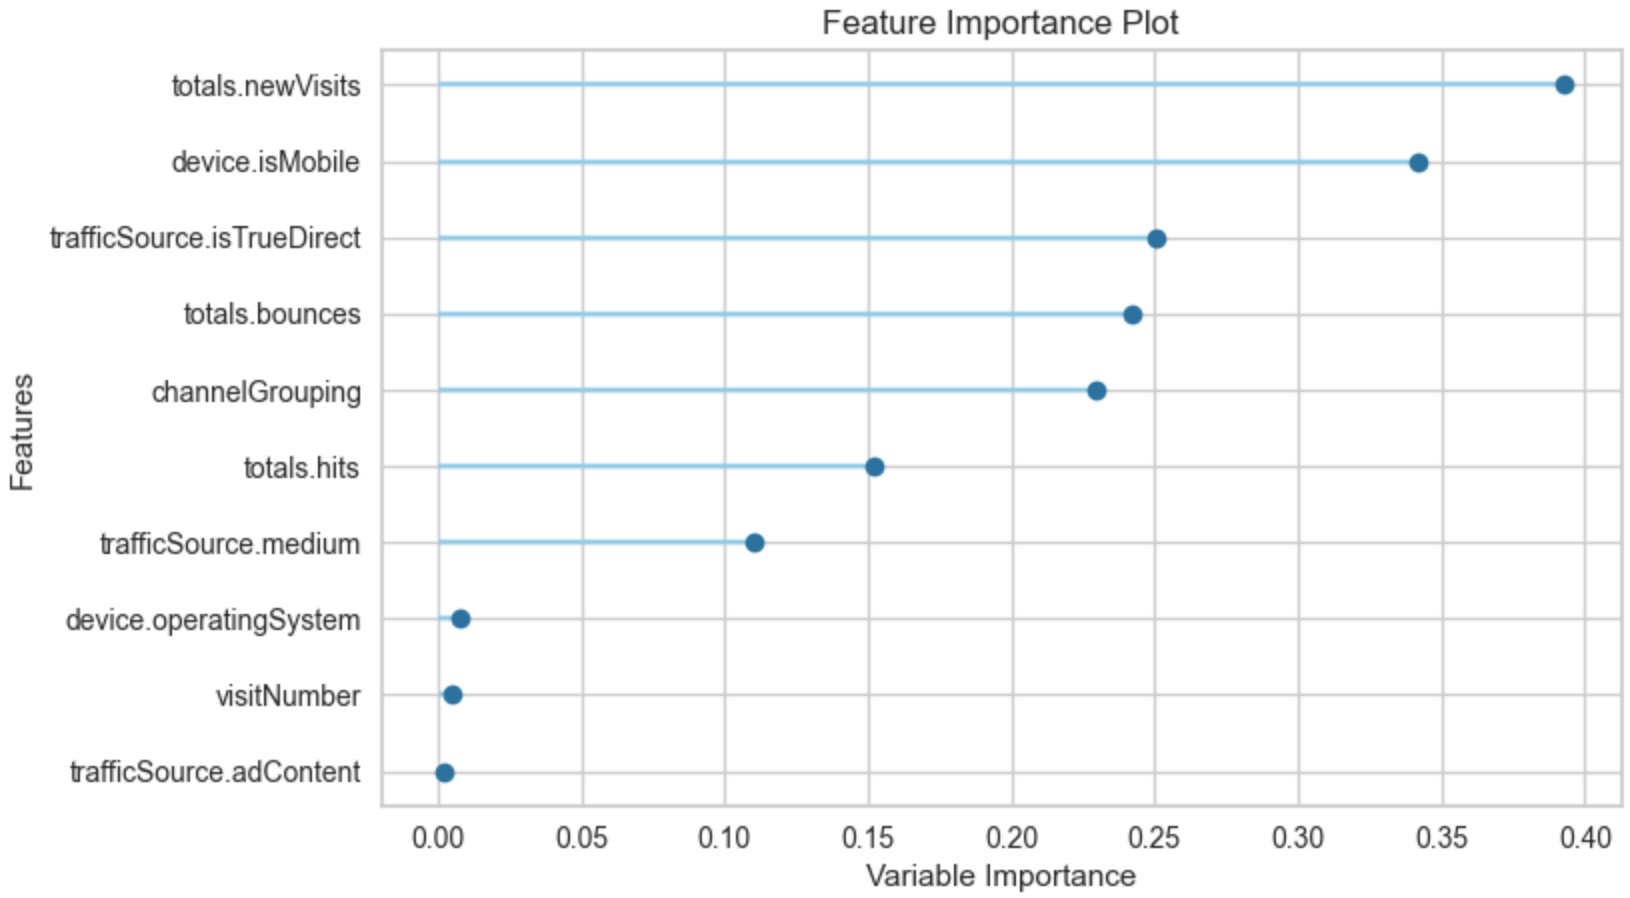 Feature Importance Plot
totals.newVisits
device.isMobile
trafficSource.isTrueDirect
totals.bounces
channelGrouping
totals.hits
trafficSource.medium
device.operatingSystem
visitNumber
trafficSource.adContent
Features
0.00 0.05 0.10 0.15 0.20 0.25 0.30 0.35 0.40
Variable Importance